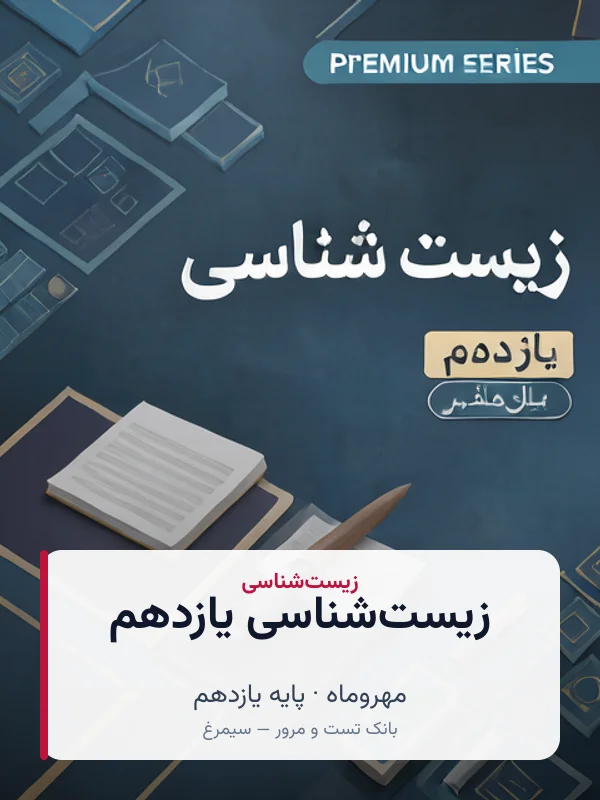 PREMIUM SERIES
زیست شناسی
یازدهم
زیست‌شناسی
زیست‌شناسی یازدهم
مهروماه · پایه یازدهم
بانک تست و مرور – سیمرغ